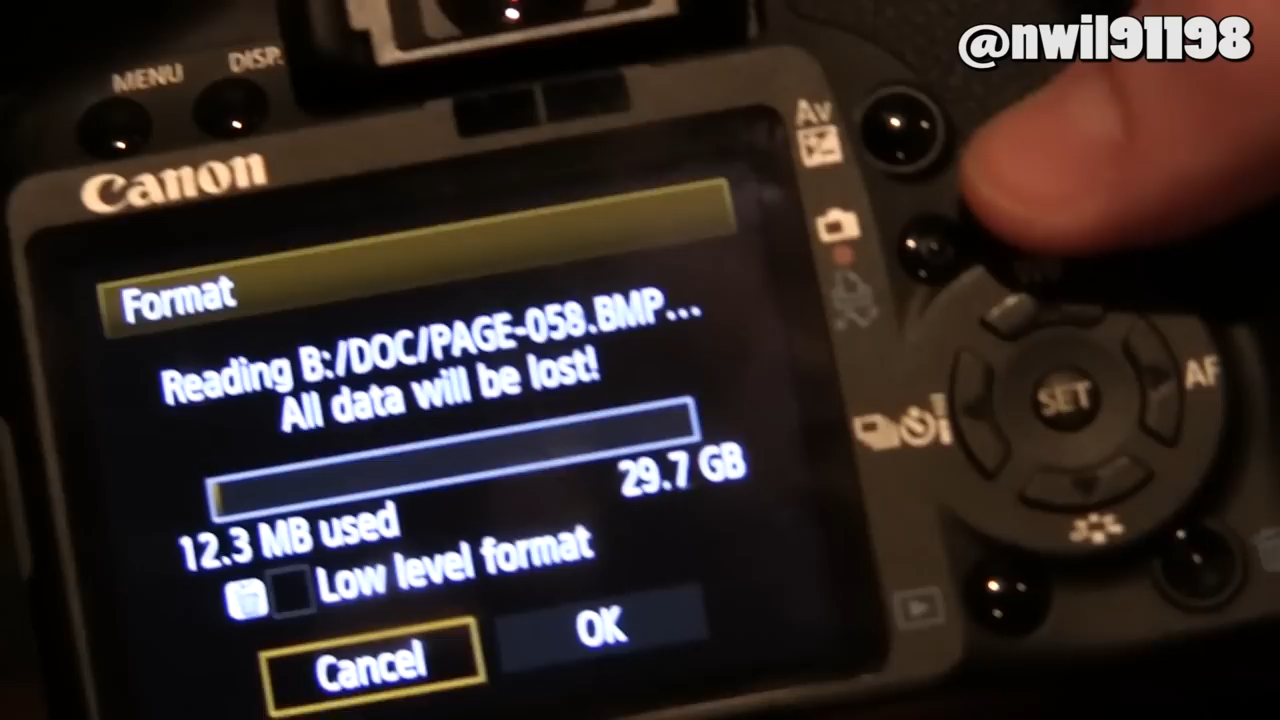 @nwil91198
MENU DISP.
Canon
Av
Format
Reading B:/DOC/PAGE-058.BMP...
All data will be lost!
29.7 GB
12.3 MB used
Low level format
Cancel OK
SET
AF